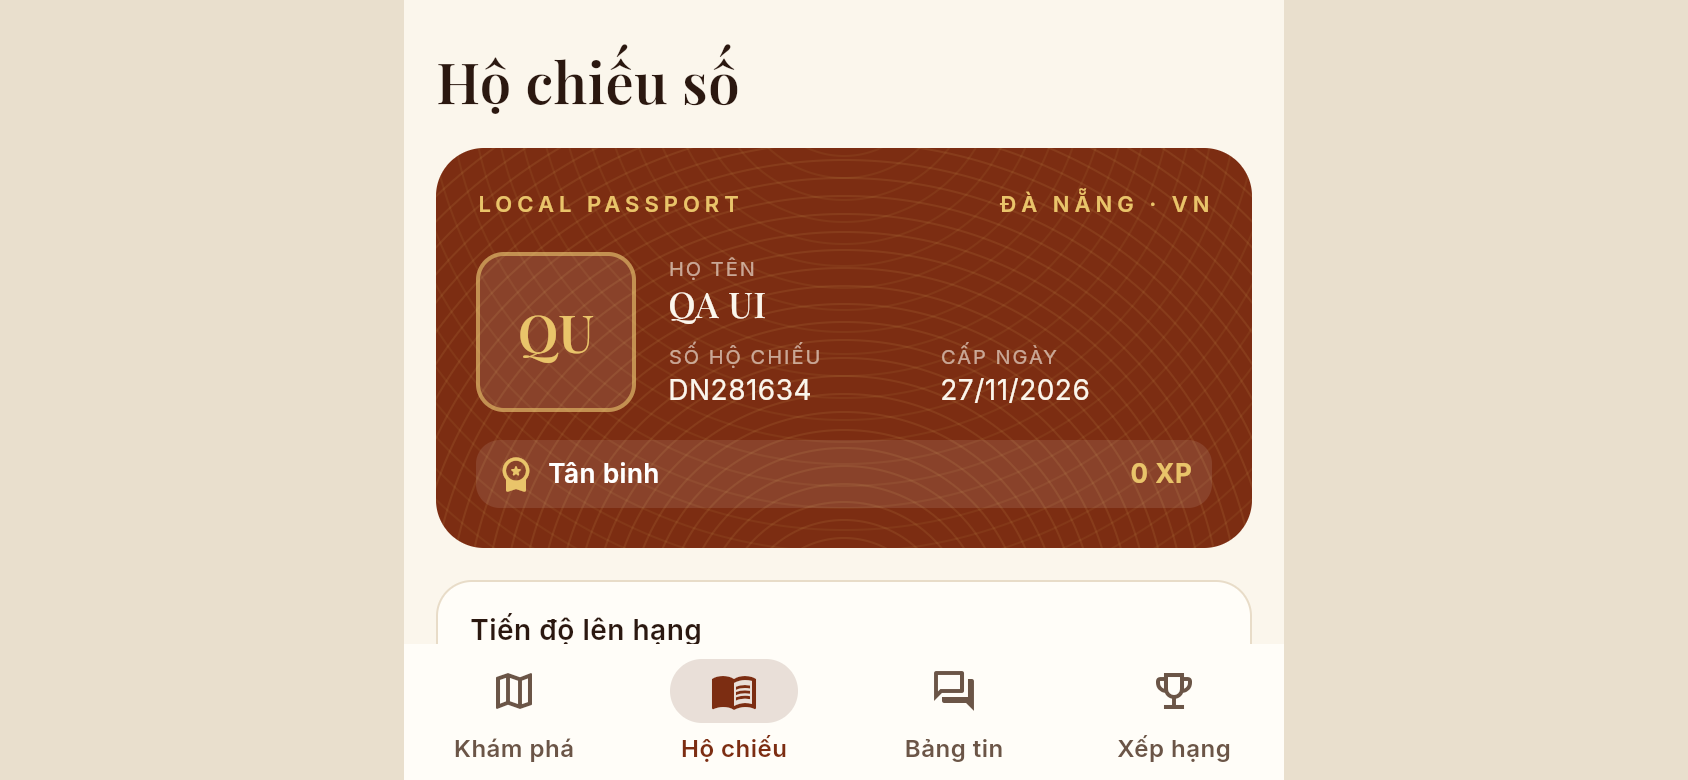 Hộ chiếu số
LOCAL PASSPORT
ĐÀ NẴNG · VN
QU
HỌ TÊN
QA UI
SỐ HỘ CHIẾU
CẤP NGÀY
DN281634
27/11/2026
Tân binh
0 XP
Tiến độ lên hạng
Khám phá
Hộ chiếu
Bảng tin
Xếp hạng